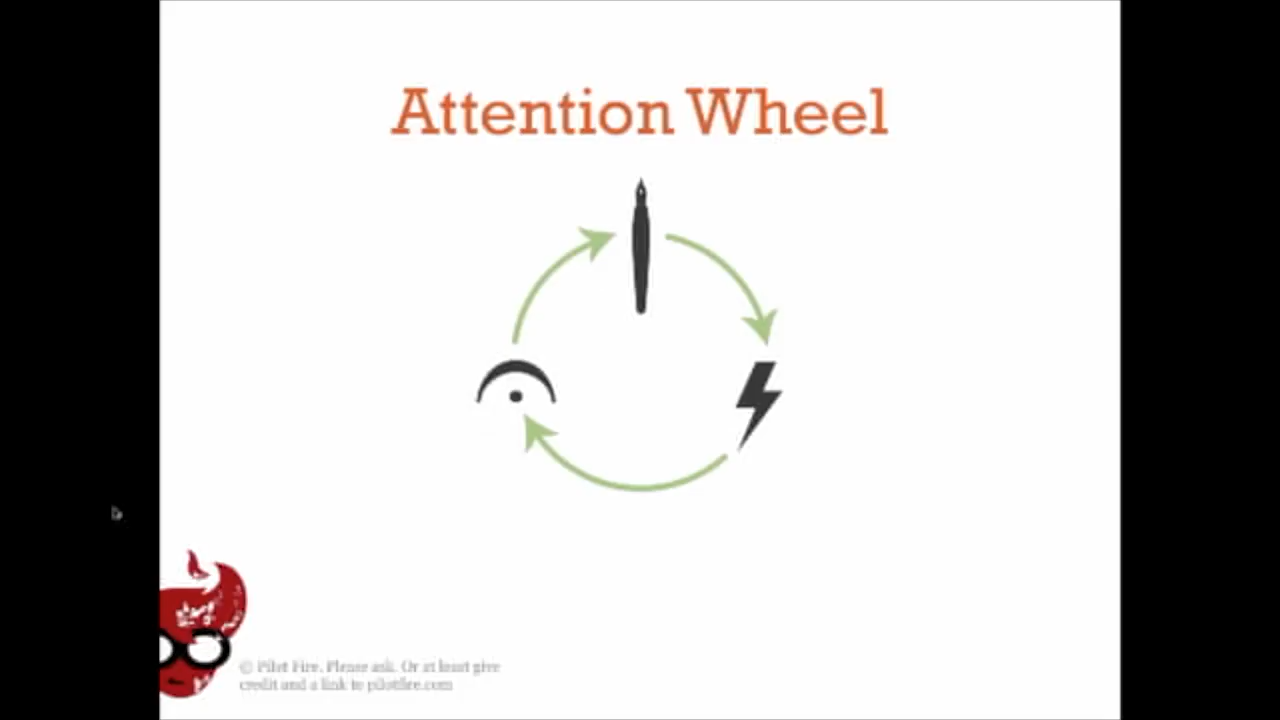 Attention Wheel
© Pilot Fire. Please ask. Or at least give
credit and a link to pilotfire.com